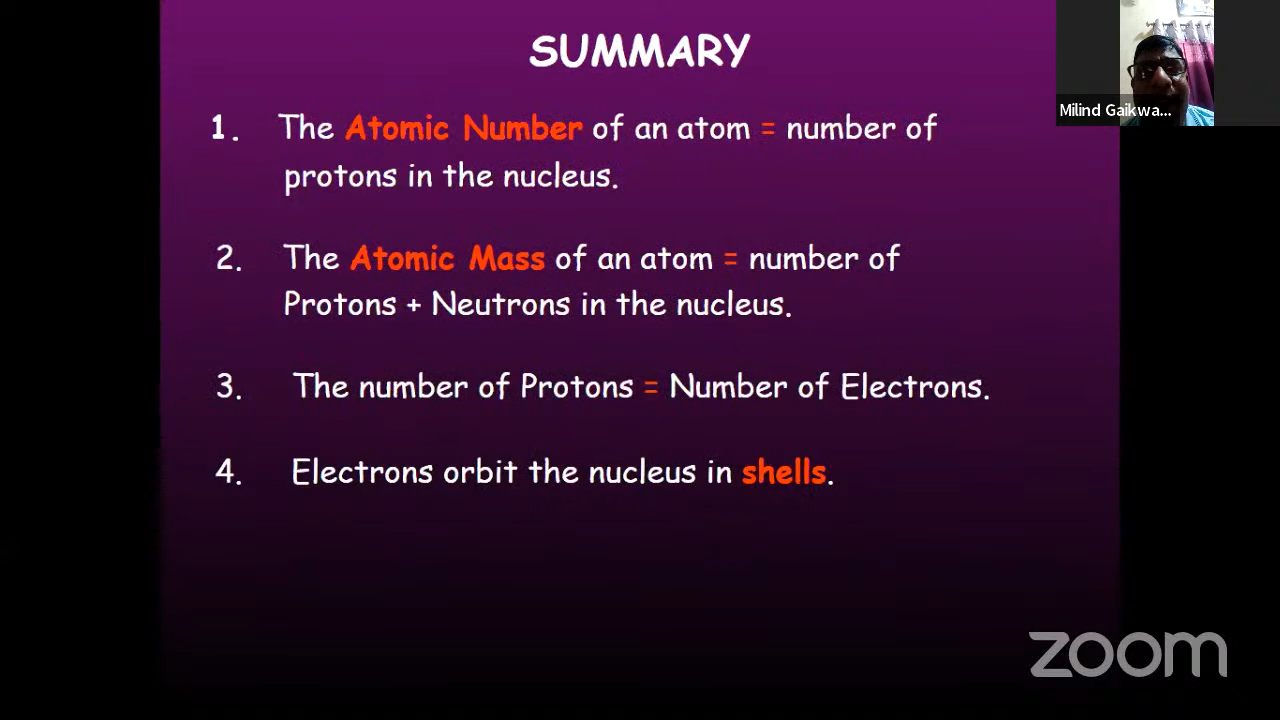 SUMMARY
Milind Gaikwa...
1. The Atomic Number of an atom = number of
protons in the nucleus.
2. The Atomic Mass of an atom = number of
Protons + Neutrons in the nucleus.
3. The number of Protons = Number of Electrons.
4. Electrons orbit the nucleus in shells.
zoom